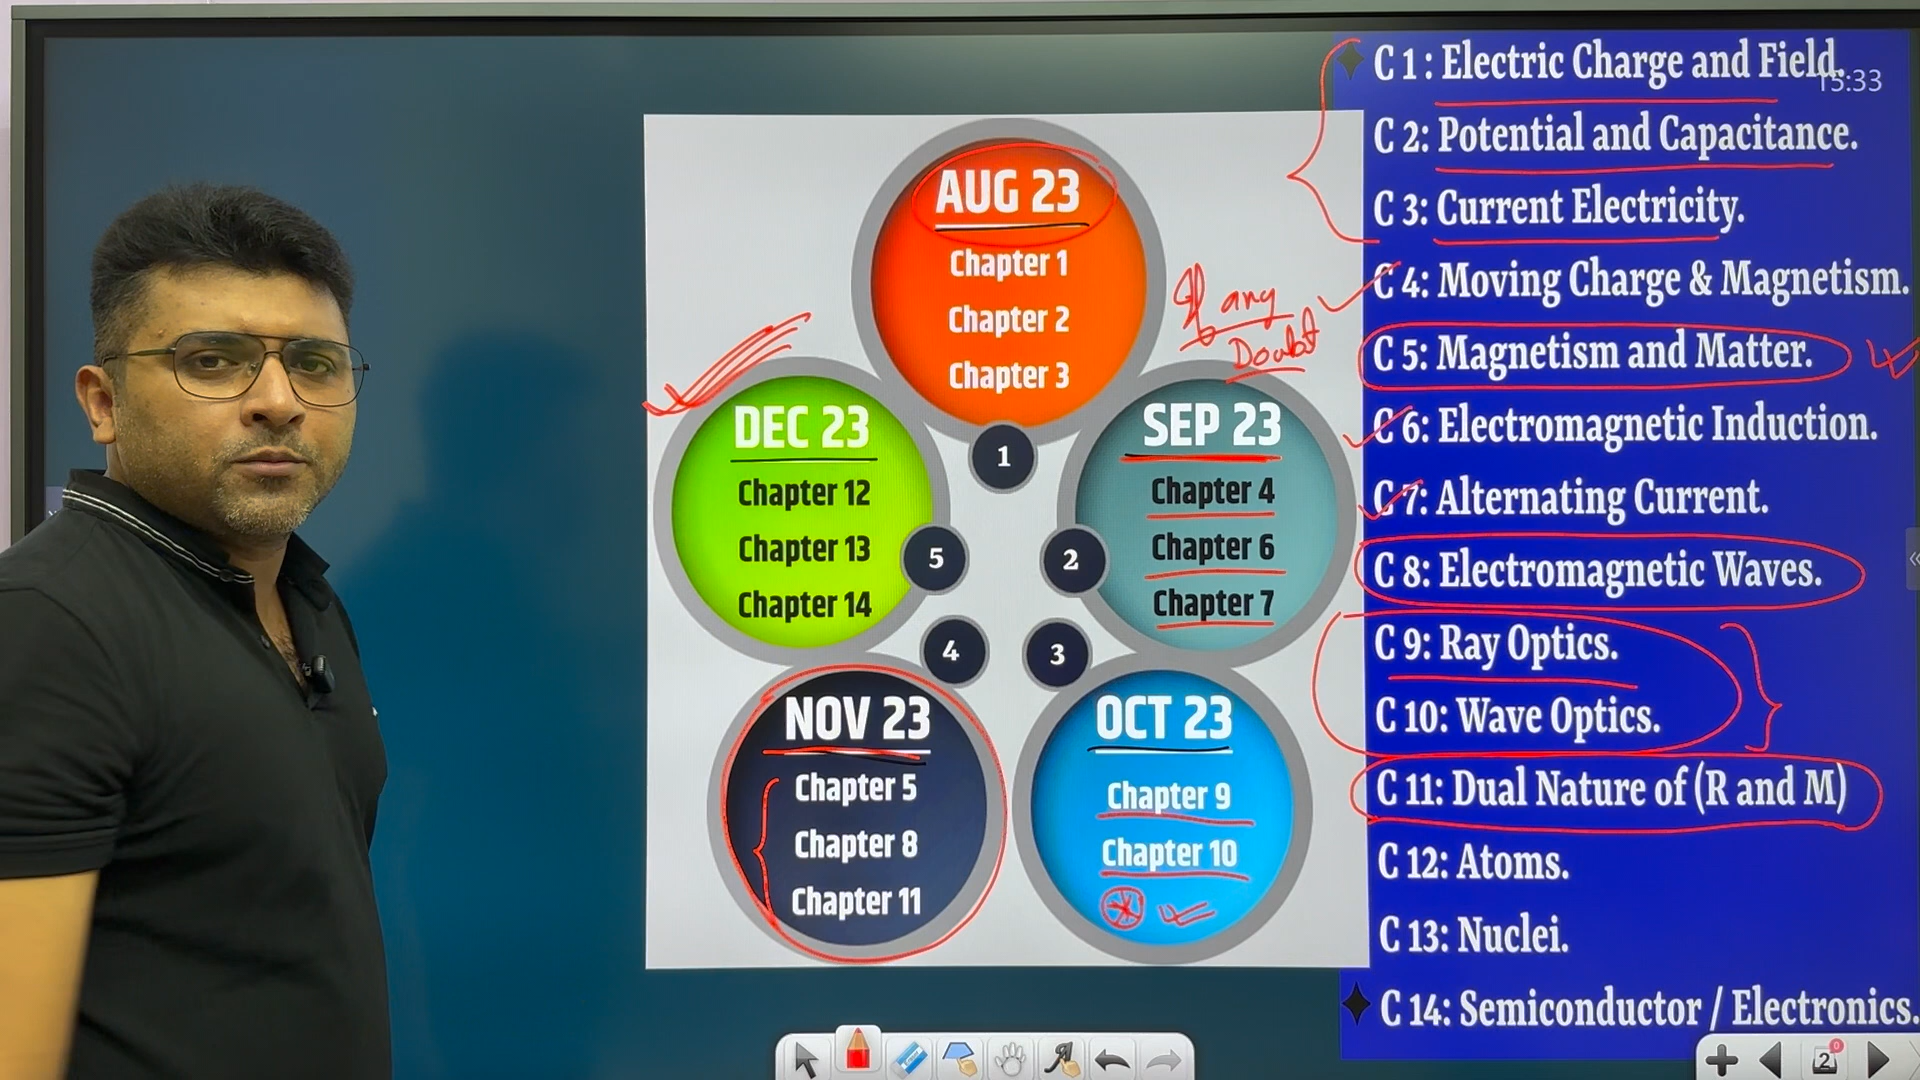 AUG 23
Chapter 1
Chapter 2
Chapter 3
1
If any
Doubt
DEC 23
Chapter 12
Chapter 13
Chapter 14
5
SEP 23
Chapter 4
Chapter 6
Chapter 7
2
4
3
NOV 23
Chapter 5
Chapter 8
Chapter 11
OCT 23
Chapter 9
Chapter 10
C 1: Electric Charge and Field.
15:33
C 2: Potential and Capacitance.
C 3: Current Electricity.
C 4: Moving Charge & Magnetism.
C 5: Magnetism and Matter.
C 6: Electromagnetic Induction.
C 7: Alternating Current.
C 8: Electromagnetic Waves.
C 9: Ray Optics.
C 10: Wave Optics.
C 11: Dual Nature of (R and M)
C 12: Atoms.
C 13: Nuclei.
C 14: Semiconductor / Electronics.
2
0